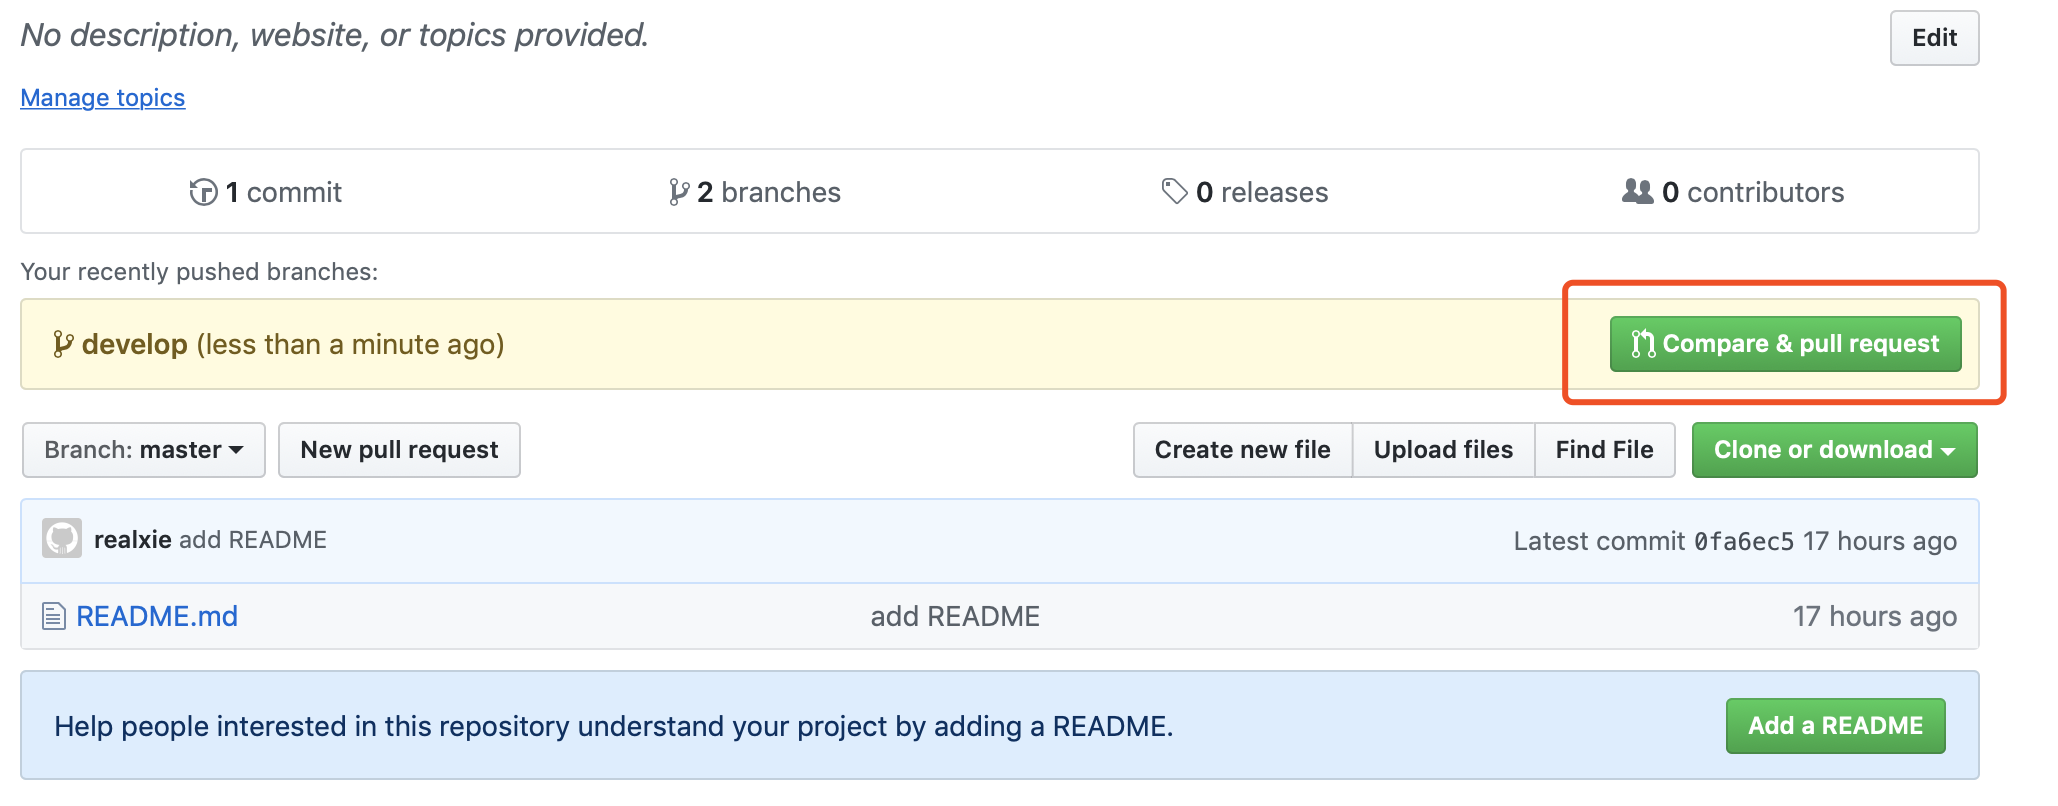 No description, website, or topics provided.
Edit
Manage topics
1 commit
2 branches
0 releases
0 contributors
Your recently pushed branches:
develop (less than a minute ago)
Compare & pull request
Branch: master
New pull request
Create new file
Upload files
Find File
Clone or download
realxie add README
Latest commit 0fa6ec5 17 hours ago
README.md
add README
17 hours ago
Help people interested in this repository understand your project by adding a README.
Add a README